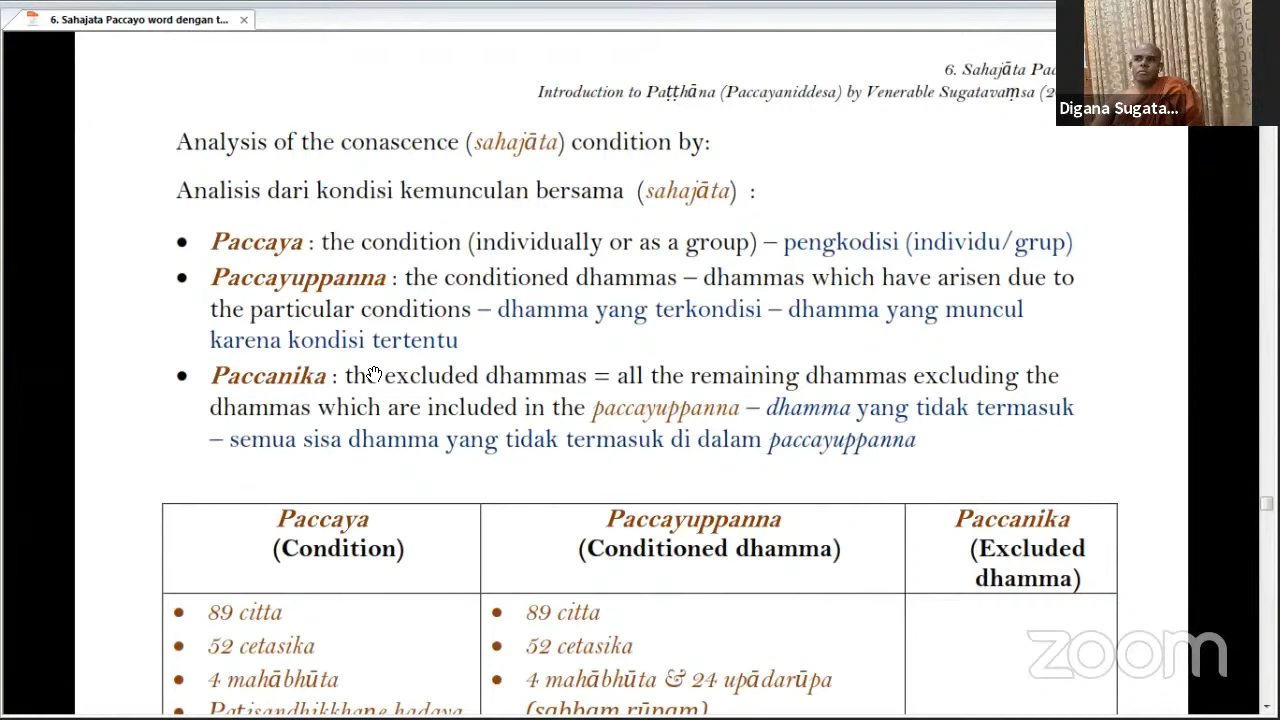 6. Sahajata Paccayo word dengan t...
6. Sahajāta Pac
Introduction to Paṭṭhāna (Paccayaniddesa) by Venerable Sugatavaṃsa (2
Digana Sugata...
Analysis of the conascence (sahajāta) condition by:
Analisis dari kondisi kemunculan bersama (sahajāta) :
• Paccaya : the condition (individually or as a group) – pengkodisi (individu/grup)
• Paccayuppanna : the conditioned dhammas – dhammas which have arisen due to
the particular conditions – dhamma yang terkondisi – dhamma yang muncul
karena kondisi tertentu
• Paccanika : the excluded dhammas = all the remaining dhammas excluding the
dhammas which are included in the paccayuppanna – dhamma yang tidak termasuk
– semua sisa dhamma yang tidak termasuk di dalam paccayuppanna
Paccaya
(Condition)
Paccayuppanna
(Conditioned dhamma)
Paccanika
(Excluded
dhamma)
• 89 citta
• 52 cetasika
• 4 mahābhūta
• Paṭisandhikkhaṇe hadaya
• 89 citta
• 52 cetasika
• 4 mahābhūta & 24 upādarūpa
(sabbaṃ rūpaṃ)
zoom